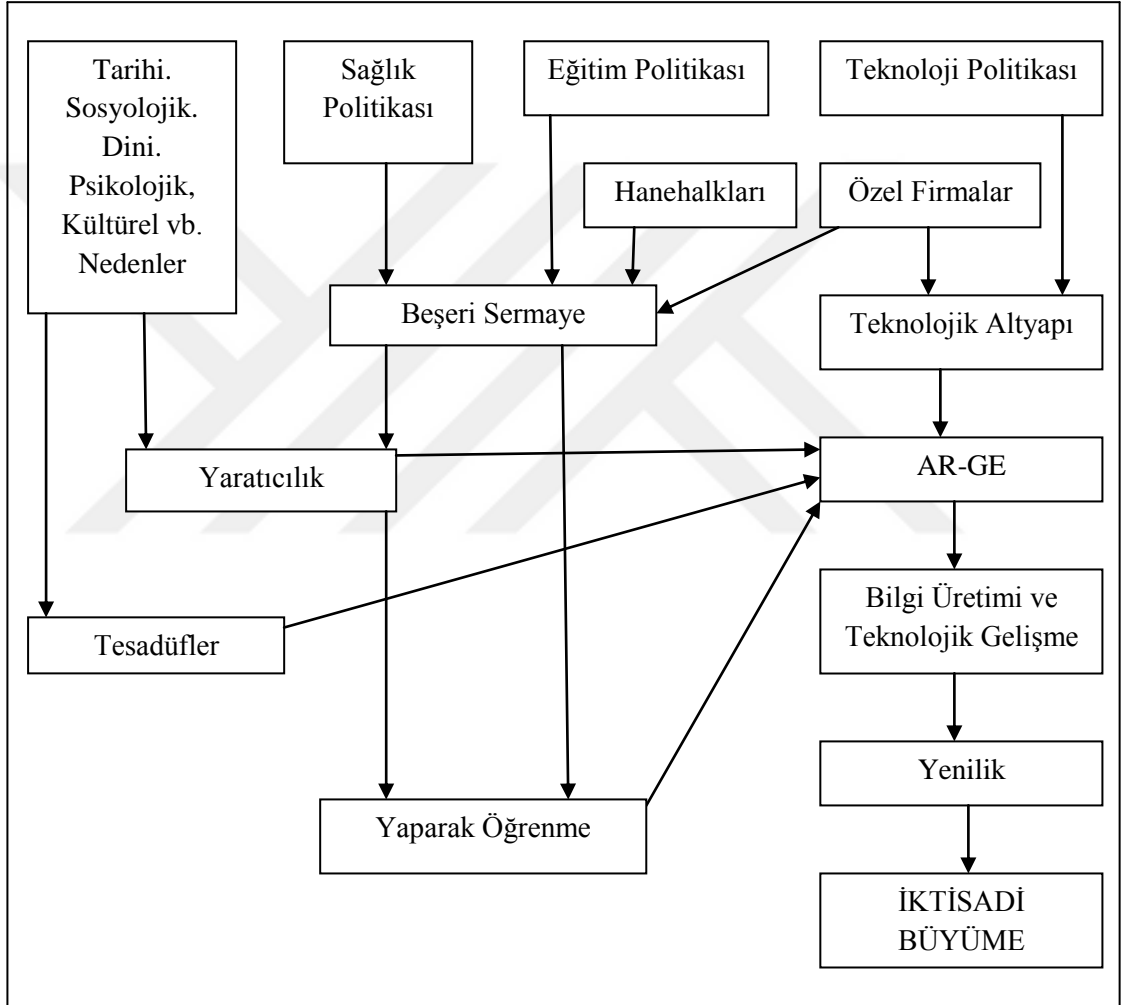 Tarihi.
Sosyolojik.
Dini.
Psikolojik,
Kültürel vb.
Nedenler
Sağlık
Politikası
Eğitim Politikası
Teknoloji Politikası
Hanehalkları
Özel Firmalar
Beşeri Sermaye
Teknolojik Altyapı
Yaratıcılık
AR-GE
Bilgi Üretimi ve
Teknolojik Gelişme
Tesadüfler
Yenilik
Yaparak Öğrenme
İKTİSADİ
BÜYÜME